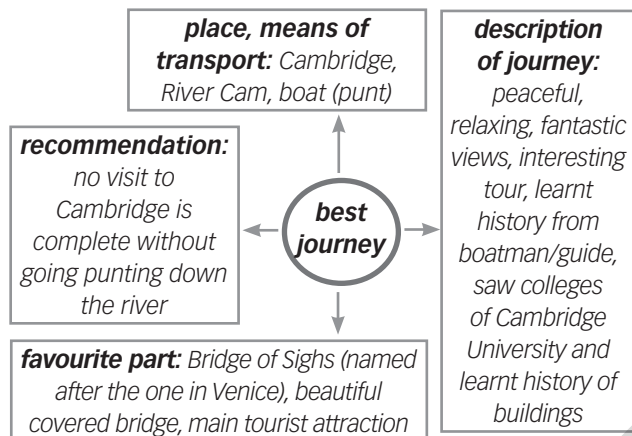 place, means of
transport: Cambridge,
River Cam, boat (punt)
description
of journey:
peaceful,
relaxing, fantastic
views, interesting
tour, learnt
history from
boatman/guide,
saw colleges
of Cambridge
University and
learnt history of
buildings
recommendation:
no visit to
Cambridge is
complete without
going punting down
the river
best
journey
favourite part: Bridge of Sighs (named
after the one in Venice), beautiful
covered bridge, main tourist attraction